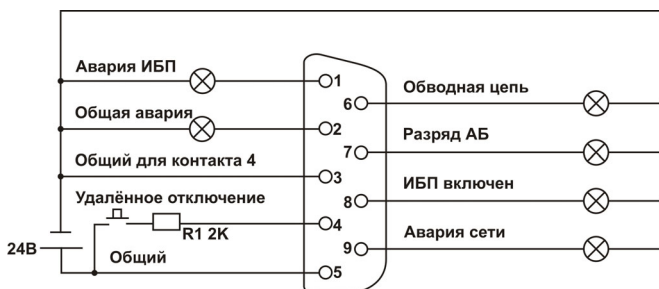 Авария ИБП
1
Обводная цепь
6
Общая авария
2
Разряд АБ
7
Общий для контакта 4
3
ИБП включен
8
Удалённое отключение
4
R1 2K
Авария сети
9
24В
Общий
5